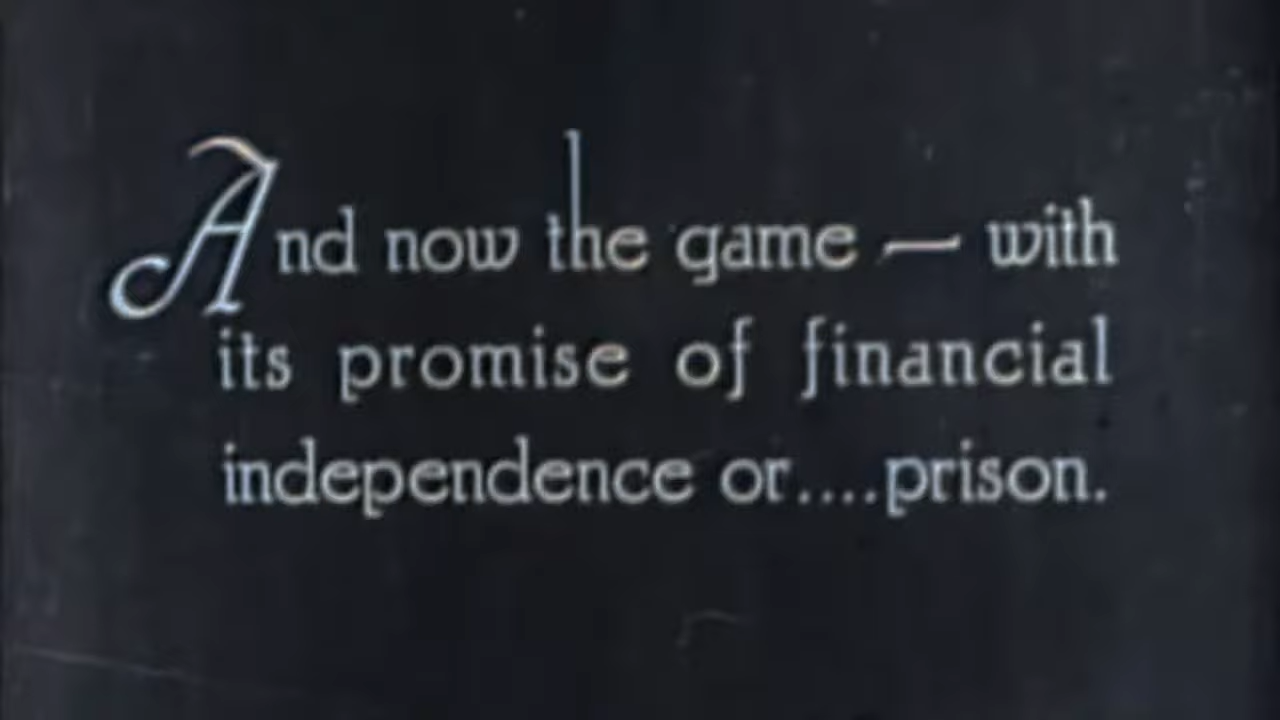 And now the game — with
its promise of financial
independence or....prison.